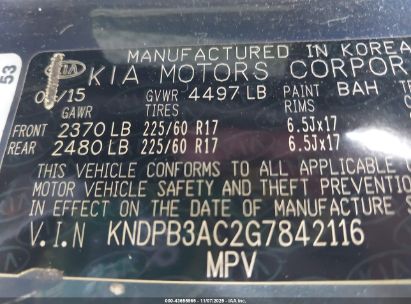 MANUFACTURED IN KOREA
KIA KIA MOTORS CORPOR
/15 GVWR 4497 LB PAINT BAH
GAWR TIRES RIMS
FRONT 2370 LB 225/60 R17 6.5Jx17
REAR 2480 LB 225/60 R17 6.5Jx17
THIS VEHICLE CONFORMS TO ALL APPLICABLE
MOTOR VEHICLE SAFETY AND THEFT
IN EFFECT ON THE DATE OF MANUFACTURE SH
V.I.N KNDPB3AC2G7842116
MPV
53